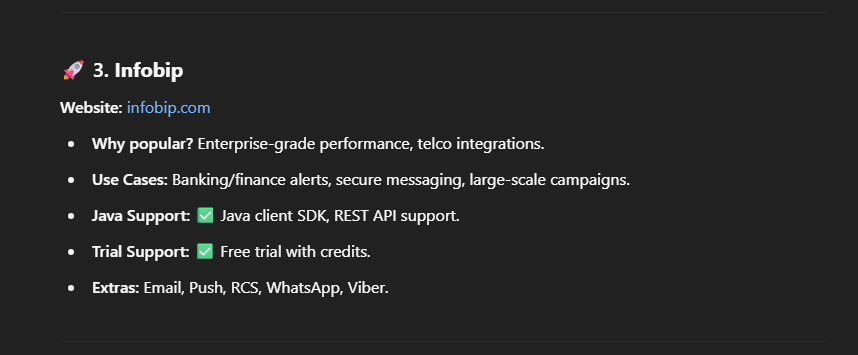 🚀 3. Infobip
Website: infobip.com
• Why popular? Enterprise-grade performance, telco integrations.
• Use Cases: Banking/finance alerts, secure messaging, large-scale campaigns.
• Java Support: ✅ Java client SDK, REST API support.
• Trial Support: ✅ Free trial with credits.
• Extras: Email, Push, RCS, WhatsApp, Viber.